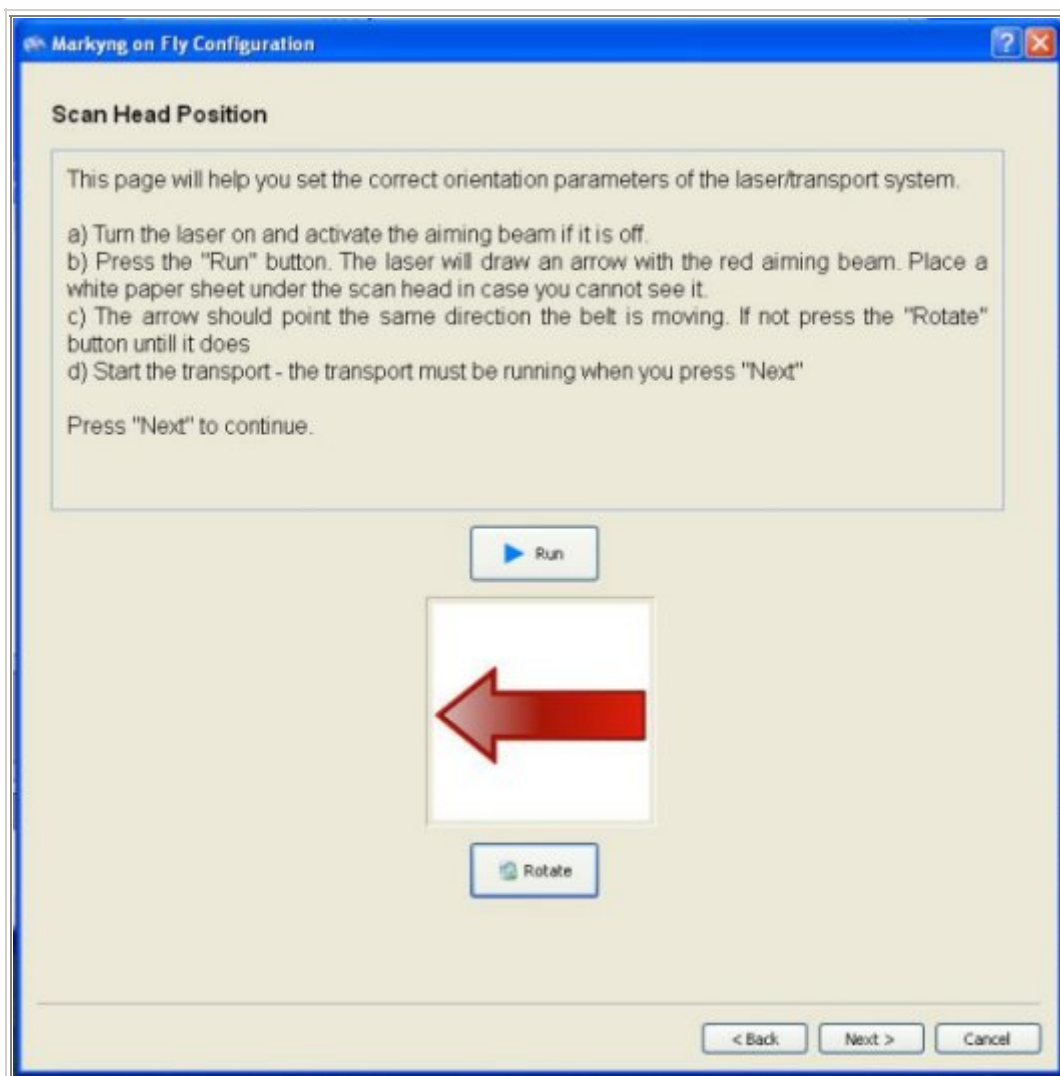 Markyng on Fly Configuration
Scan Head Position
This page will help you set the correct orientation parameters of the laser/transport system.
a) Turn the laser on and activate the aiming beam if it is off.
b) Press the "Run" button. The laser will draw an arrow with the red aiming beam. Place a
white paper sheet under the scan head in case you cannot see it.
c) The arrow should point the same direction the belt is moving. If not press the "Rotate"
button untill it does
d) Start the transport - the transport must be running when you press "Next"
Press "Next" to continue.
Run
Rotate
< Back
Next >
Cancel